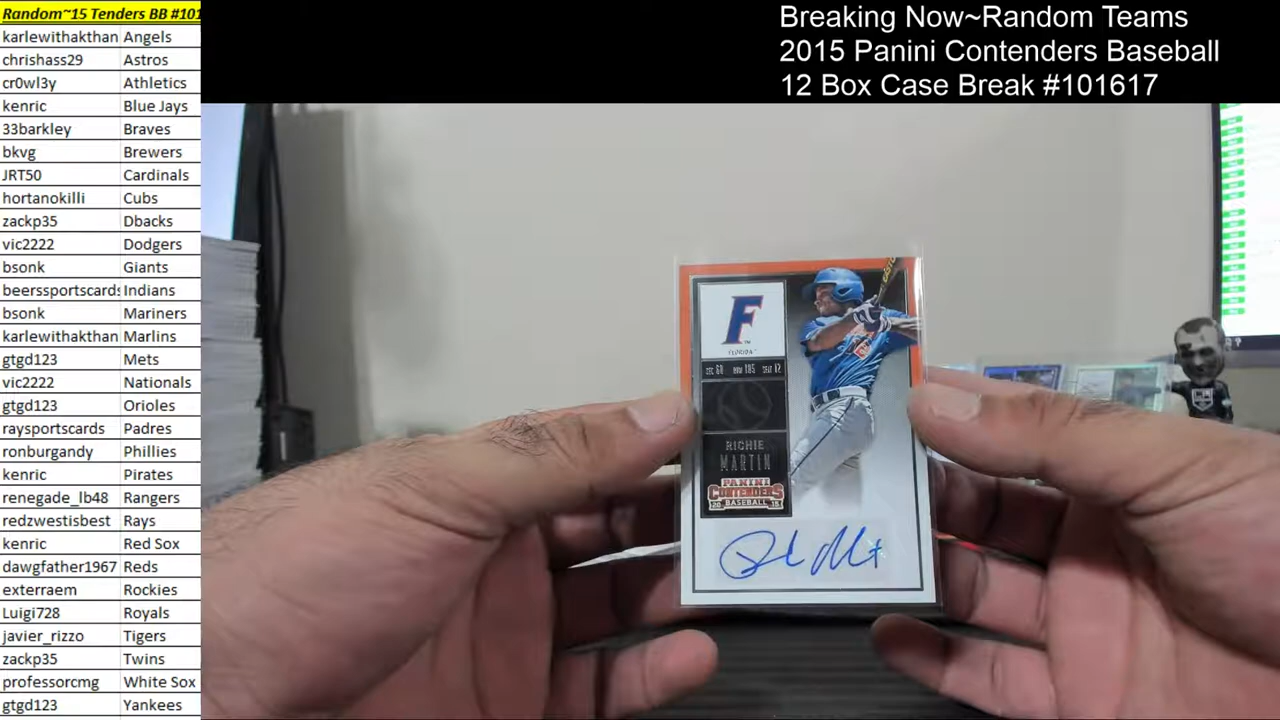 Random~15 Tenders BB #101
karlewithakthan Angels
chrishass29 Astros
cr0wl3y Athletics
kenric Blue Jays
33barkley Braves
bkvg Brewers
JRT50 Cardinals
hortanokilli Cubs
zackp35 Dbacks
vic2222 Dodgers
bsonk Giants
beerssportscards Indians
bsonk Mariners
karlewithakthan Marlins
gtgd123 Mets
vic2222 Nationals
gtgd123 Orioles
raysportscards Padres
ronburgandy Phillies
kenric Pirates
renegade_lb48 Rangers
redzwestisbest Rays
kenric Red Sox
dawgfather1967 Reds
exterraem Rockies
Luigi728 Royals
javier_rizzo Tigers
zackp35 Twins
professorcmg White Sox
gtgd123 Yankees
Breaking Now~Random Teams
2015 Panini Contenders Baseball
12 Box Case Break #101617
F
FLORIDA
RICHIE
MARTIN
PANINI
CONTENDERS
20 BASEBALL 15